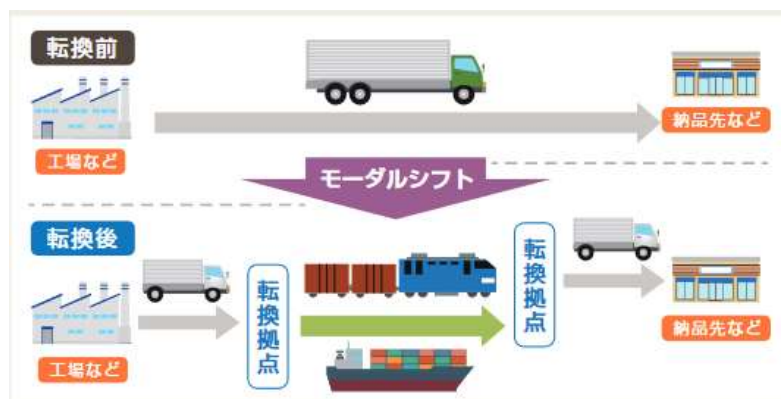 転換前
工場など
納品先など
モーダルシフト
転換後
工場など
転換拠点
転換拠点
納品先など